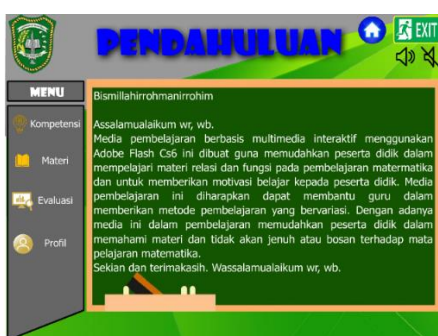 PENDAHULUAN
EXIT
MENU
Kompetensi
Materi
Evaluasi
Profil
Bismillahirrohmanirrohim
Assalamualaikum wr, wb.
Media pembelajaran berbasis multimedia interaktif menggunakan
Adobe Flash Cs6 ini dibuat guna memudahkan peserta didik dalam
mempelajari materi relasi dan fungsi pada pembelajaran matermatika
dan untuk memberikan motivasi belajar kepada peserta didik. Media
pembelajaran ini diharapkan dapat membantu guru dalam
memberikan metode pembelajaran yang bervariasi. Dengan adanya
media ini dalam pembelajaran memudahkan peserta didik dalam
memahami materi dan tidak akan jenuh atau bosan terhadap mata
pelajaran matematika.
Sekian dan terimakasih. Wassalamualaikum wr, wb.